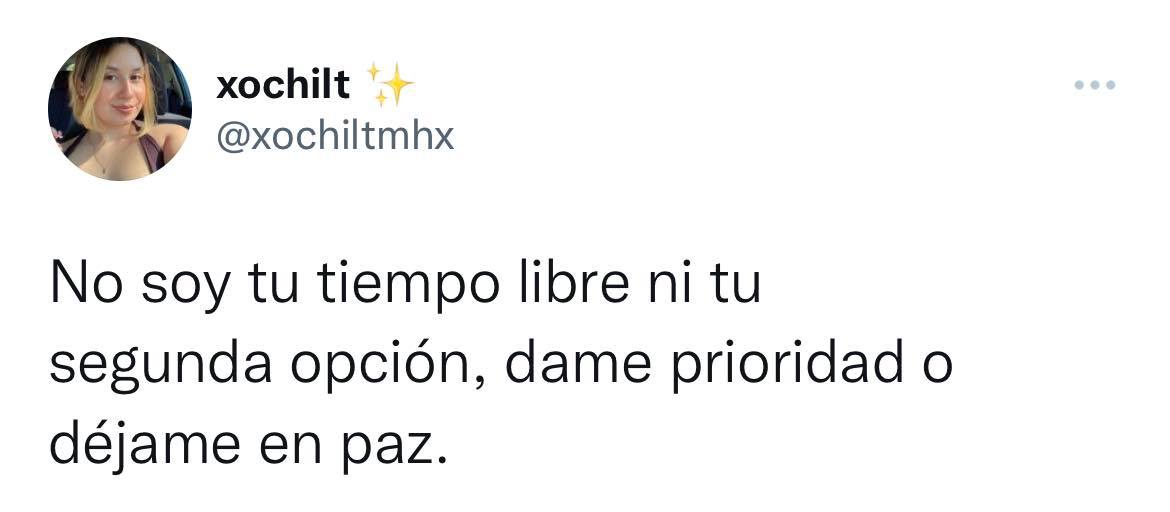 xochilt ✨
@xochiltmhx
No soy tu tiempo libre ni tu
segunda opción, dame prioridad o
déjame en paz.